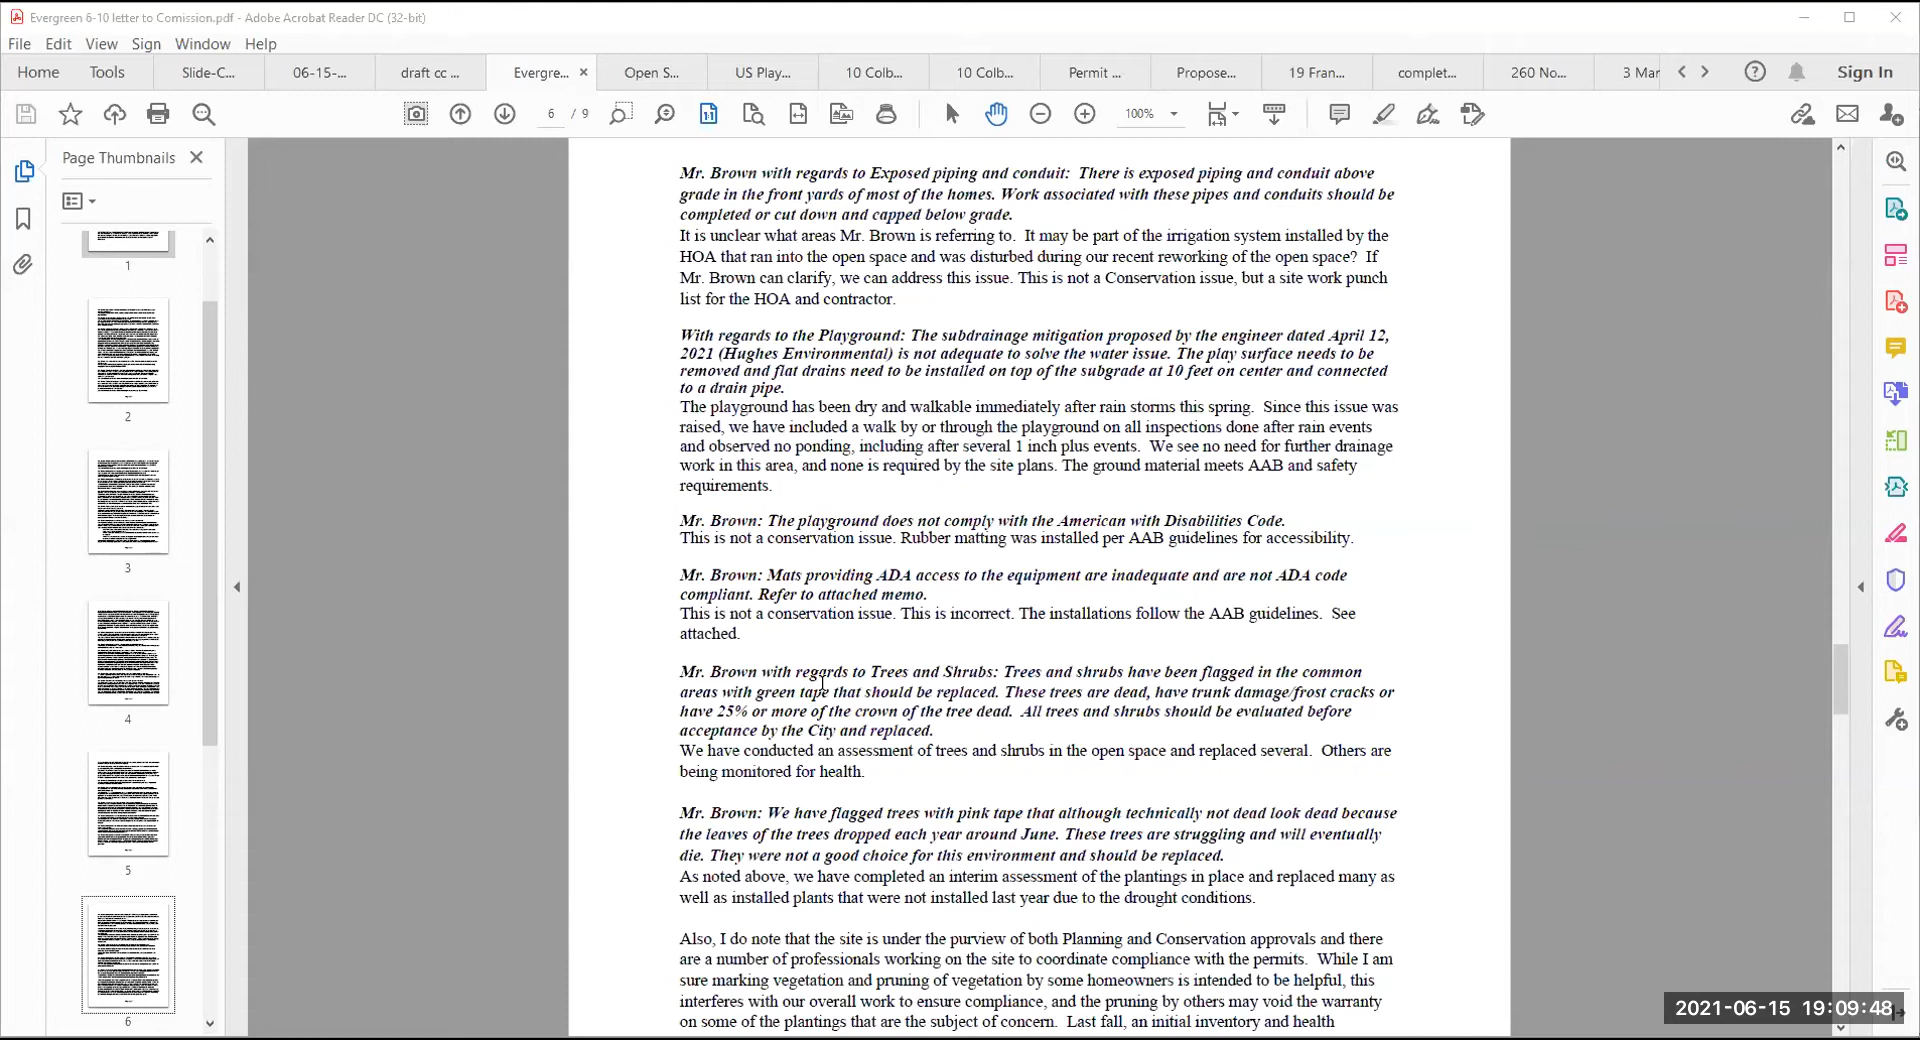 Evergreen 6-10 letter to Comission.pdf - Adobe Acrobat Reader DC (32-bit)
File Edit View Sign Window Help
Home Tools Slide-C... 06-15-... draft cc ... Evergre... Open S... US Play... 10 Colb... 10 Colb... Permit ... Propose... 19 Fran... complet... 260 No... 3 Mar Sign In
6 / 9 100%
Page Thumbnails
1
2
3
4
5
6
Mr. Brown with regards to Exposed piping and conduit: There is exposed piping and conduit above
grade in the front yards of most of the homes. Work associated with these pipes and conduits should be
completed or cut down and capped below grade.
It is unclear what areas Mr. Brown is referring to. It may be part of the irrigation system installed by the
HOA that ran into the open space and was disturbed during our recent reworking of the open space? If
Mr. Brown can clarify, we can address this issue. This is not a Conservation issue, but a site work punch
list for the HOA and contractor.
With regards to the Playground: The subdrainage mitigation proposed by the engineer dated April 12,
2021 (Hughes Environmental) is not adequate to solve the water issue. The play surface needs to be
removed and flat drains need to be installed on top of the subgrade at 10 feet on center and connected
to a drain pipe.
The playground has been dry and walkable immediately after rain storms this spring. Since this issue was
raised, we have included a walk by or through the playground on all inspections done after rain events
and observed no ponding, including after several 1 inch plus events. We see no need for further drainage
work in this area, and none is required by the site plans. The ground material meets AAB and safety
requirements.
Mr. Brown: The playground does not comply with the American with Disabilities Code.
This is not a conservation issue. Rubber matting was installed per AAB guidelines for accessibility.
Mr. Brown: Mats providing ADA access to the equipment are inadequate and are not ADA code
compliant. Refer to attached memo.
This is not a conservation issue. This is incorrect. The installations follow the AAB guidelines. See
attached.
Mr. Brown with regards to Trees and Shrubs: Trees and shrubs have been flagged in the common
areas with green tape that should be replaced. These trees are dead, have trunk damage/frost cracks or
have 25% or more of the crown of the tree dead. All trees and shrubs should be evaluated before
acceptance by the City and replaced.
We have conducted an assessment of trees and shrubs in the open space and replaced several. Others are
being monitored for health.
Mr. Brown: We have flagged trees with pink tape that although technically not dead look dead because
the leaves of the trees dropped each year around June. These trees are struggling and will eventually
die. They were not a good choice for this environment and should be replaced.
As noted above, we have completed an interim assessment of the plantings in place and replaced many as
well as installed plants that were not installed last year due to the drought conditions.
Also, I do note that the site is under the purview of both Planning and Conservation approvals and there
are a number of professionals working on the site to coordinate compliance with the permits. While I am
sure marking vegetation and pruning of vegetation by some homeowners is intended to be helpful, this
interferes with our overall work to ensure compliance, and the pruning by others may void the warranty
on some of the plantings that are the subject of concern. Last fall, an initial inventory and health
2021-06-15 19:09:48